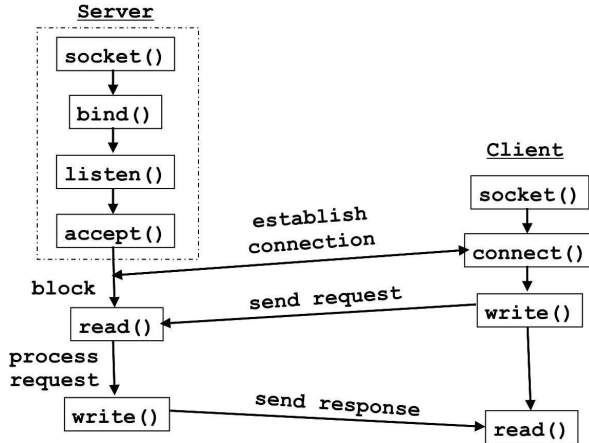 Server
socket()
bind()
listen()
accept()
block
read()
process
request
write()
establish
connection
send request
send response
Client
socket()
connect()
write()
read()